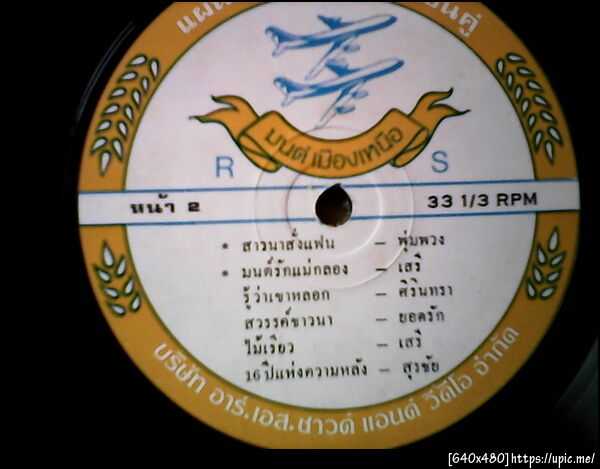 แผ่น
บินคู่
มนต์เมืองเหนือ
R S
หน้า 2 33 1/3 RPM
• สาวนาสั่งแฟน – พุ่มพวง
• มนต์รักแม่กลอง – เสรี
รู้ว่าเขาหลอก – ศิรินทรา
สวรรค์ชาวนา – ยอดรัก
ไม้เรียว – เสรี
16 ปีแห่งความหลัง – สุรชัย
บริษัท อาร์.เอส.ซาวด์ แอนด์ วีดีโอ จำกัด
[640x480]https://upic.me/